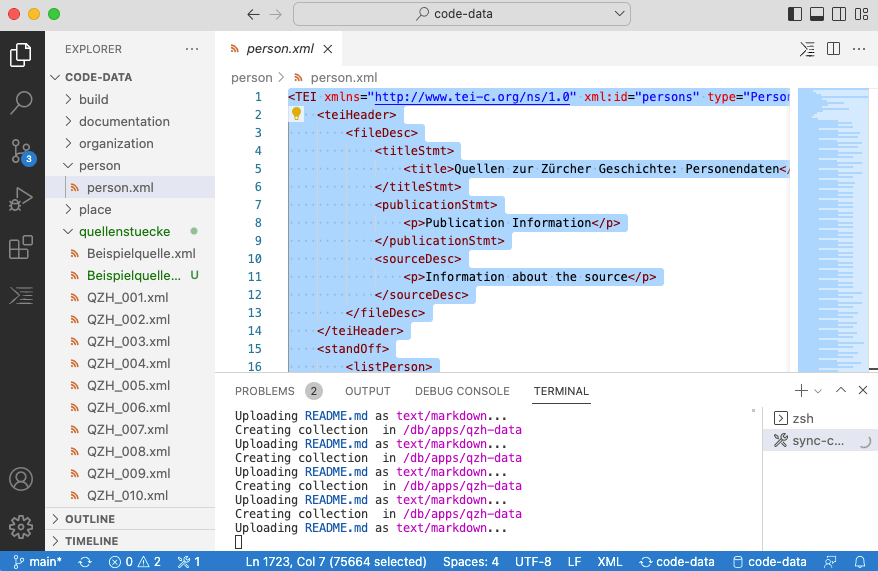 code-data
EXPLORER
CODE-DATA
build
documentation
organization
person
person.xml
place
quellenstuecke
Beispielquelle.xml
Beispielquelle... U
QZH_001.xml
QZH_002.xml
QZH_003.xml
QZH_004.xml
QZH_005.xml
QZH_006.xml
QZH_007.xml
QZH_008.xml
QZH_009.xml
QZH_010.xml
OUTLINE
TIMELINE
3
person.xml
person > person.xml
1 <TEI xmlns="http://www.tei-c.org/ns/1.0" xml:id="persons" type="Person
2 <teiHeader>
3 <fileDesc>
4 <titleStmt>
5 <title>Quellen zur Zürcher Geschichte: Personendaten</
6 </titleStmt>
7 <publicationStmt>
8 <p>Publication Information</p>
9 </publicationStmt>
10 <sourceDesc>
11 <p>Information about the source</p>
12 </sourceDesc>
13 </fileDesc>
14 </teiHeader>
15 <standOff>
16 <listPerson>
PROBLEMS 2 OUTPUT DEBUG CONSOLE TERMINAL
Uploading README.md as text/markdown...
Creating collection in /db/apps/qzh-data
Uploading README.md as text/markdown...
Creating collection in /db/apps/qzh-data
Uploading README.md as text/markdown...
Creating collection in /db/apps/qzh-data
Uploading README.md as text/markdown...
Creating collection in /db/apps/qzh-data
Uploading README.md as text/markdown...
zsh
sync-c...
main* 0 2 1 Ln 1723, Col 7 (75664 selected) Spaces: 4 UTF-8 LF XML code-data code-data